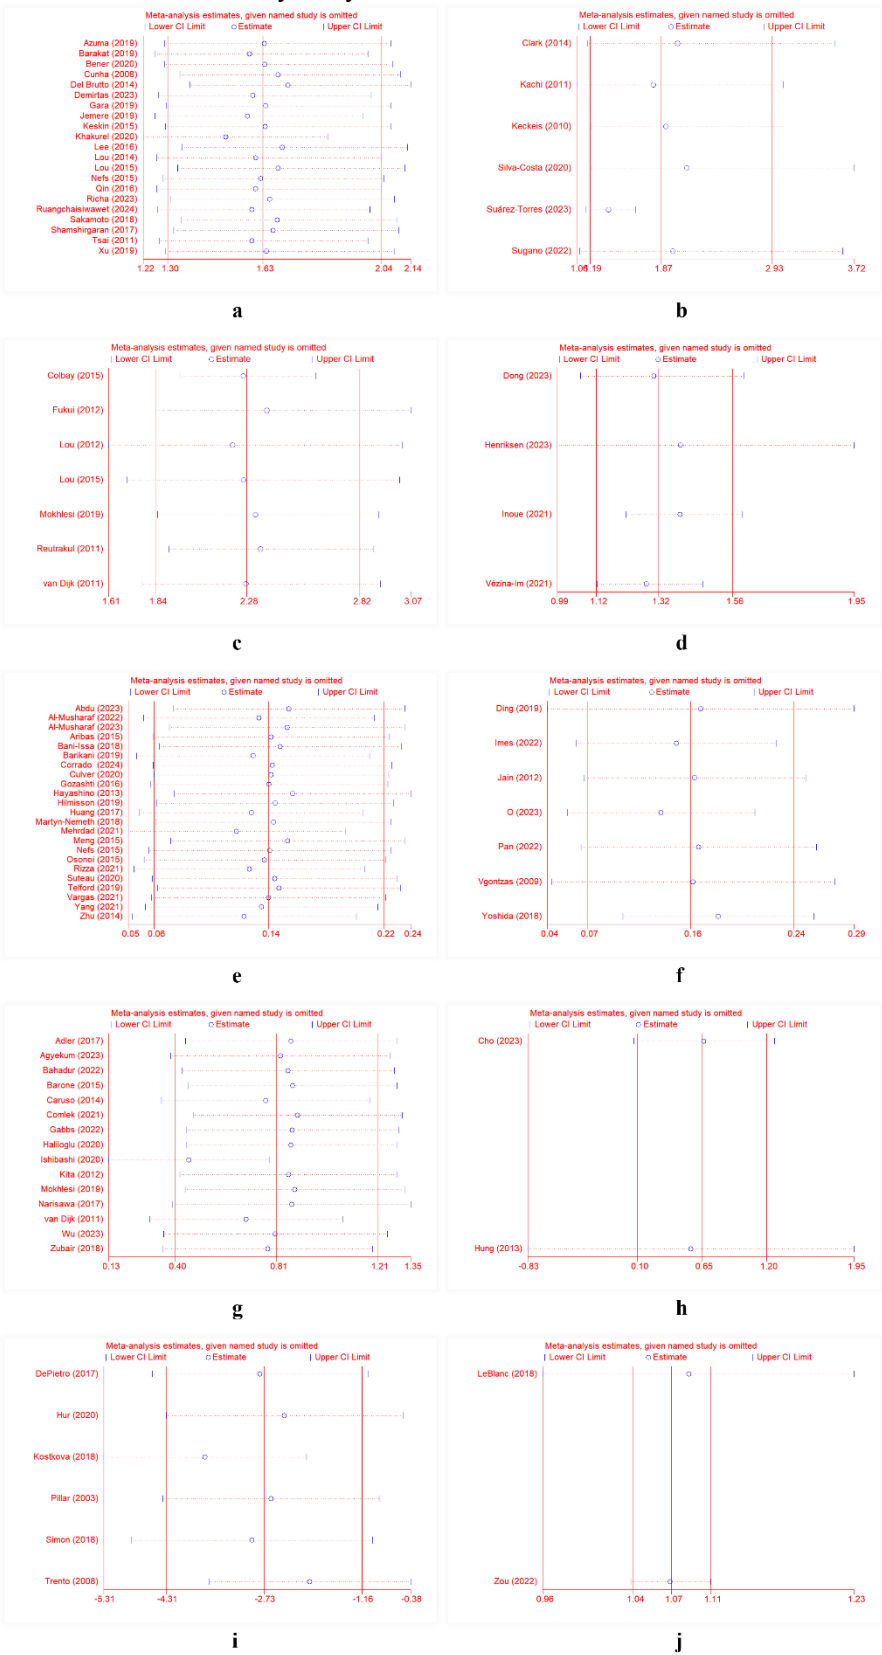 Meta-analysis estimates, given named study is omitted
Lower CI Limit Estimate Upper CI Limit
Azuma (2019)
Barakat (2019)
Bener (2020)
Cunha (2008)
Del Brutto (2014)
Demirtas (2023)
Gara (2019)
Jemere (2019)
Keskin (2015)
Khakurel (2020)
Lee (2016)
Lou (2014)
Lou (2015)
Nefs (2015)
Qin (2016)
Richa (2023)
Ruangchaisiwawet (2024)
Sakamoto (2018)
Shamshirgaran (2017)
Tsai (2011)
Xu (2019)
1.22 1.30 1.63 2.04 2.14
a
Meta-analysis estimates, given named study is omitted
Lower CI Limit Estimate Upper CI Limit
Clark (2014)
Kachi (2011)
Keckeis (2010)
Silva-Costa (2020)
Suárez-Torres (2023)
Sugano (2022)
1.87 2.93 3.72
b
Meta-analysis estimates, given named study is omitted
Lower CI Limit Estimate Upper CI Limit
Colbay (2015)
Fukui (2012)
Lou (2012)
Lou (2015)
Mokhlesi (2019)
Reutrakul (2011)
van Dijk (2011)
1.61 1.84 2.28 2.82 3.07
c
Meta-analysis estimates, given named study is omitted
Lower CI Limit Estimate Upper CI Limit
Dong (2023)
Henriksen (2023)
Inoue (2021)
Vézina-Im (2021)
0.99 1.12 1.32 1.56 1.95
d
Meta-analysis estimates, given named study is omitted
Lower CI Limit Estimate Upper CI Limit
Abdu (2023)
Al-Musharaf (2022)
Al-Musharaf (2023)
Aribas (2015)
Bani-Issa (2018)
Barikani (2019)
Corrado (2024)
Culver (2020)
Gozashti (2016)
Hayashino (2013)
Hilmisson (2019)
Huang (2017)
Martyn-Nemeth (2018)
Mehrdad (2021)
Meng (2015)
Nefs (2015)
Osonoi (2015)
Rizza (2021)
Suteau (2020)
Telford (2019)
Vargas (2021)
Yang (2021)
Zhu (2014)
0.05 0.06 0.14 0.22 0.24
e
Meta-analysis estimates, given named study is omitted
Lower CI Limit Estimate Upper CI Limit
Ding (2019)
Imes (2022)
Jain (2012)
O (2023)
Pan (2022)
Vgontzas (2009)
Yoshida (2018)
0.04 0.07 0.16 0.24 0.29
f
Meta-analysis estimates, given named study is omitted
Lower CI Limit Estimate Upper CI Limit
Adler (2017)
Agyekum (2023)
Bahadur (2022)
Barone (2015)
Caruso (2014)
Comlek (2021)
Gabbs (2022)
Haliloglu (2020)
Ishibashi (2020)
Kita (2012)
Mokhlesi (2019)
Narisawa (2017)
van Dijk (2011)
Wu (2023)
Zubair (2018)
0.13 0.40 0.81 1.21 1.35
g
Meta-analysis estimates, given named study is omitted
Lower CI Limit Estimate Upper CI Limit
Cho (2023)
Hung (2013)
-0.83 0.10 0.65 1.20 1.95
h
Meta-analysis estimates, given named study is omitted
Lower CI Limit Estimate Upper CI Limit
DePietro (2017)
Hur (2020)
Kostkova (2018)
Pillar (2003)
Simon (2018)
Trento (2008)
-5.31 -4.31 -2.73 -1.16 -0.38
i
Meta-analysis estimates, given named study is omitted
Lower CI Limit Estimate Upper CI Limit
LeBlanc (2018)
Zou (2022)
0.96 1.04 1.07 1.11 1.23
j